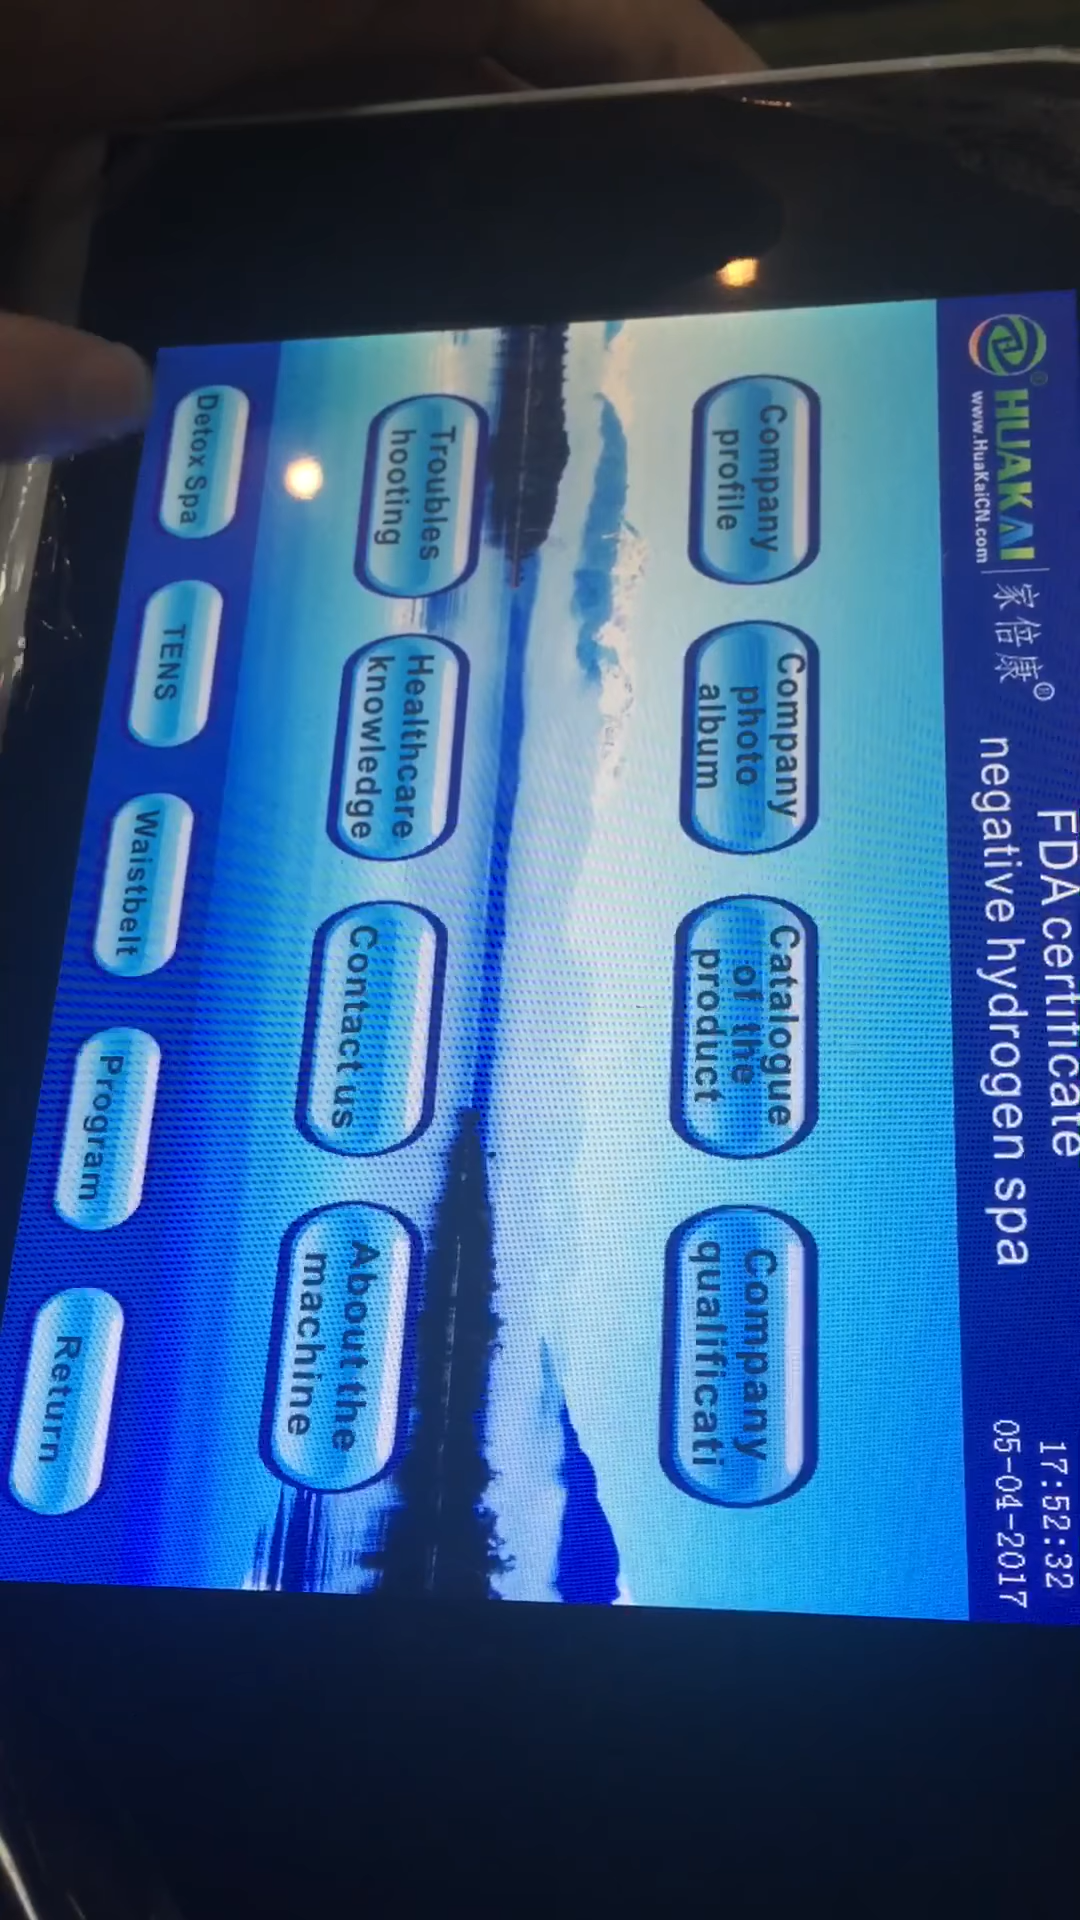 HUAKAI
www.HuaKaiCN.com
家倍康®
FDA certificate
negative hydrogen spa
17:52:32
05-04-2017
Company
profile
Company
photo
album
Catalogue
of the
product
Company
qualificati
Troubles
hooting
Healthcare
knowledge
Contact us
About the
machine
Detox Spa
TENS
Waistbelt
Program
Return